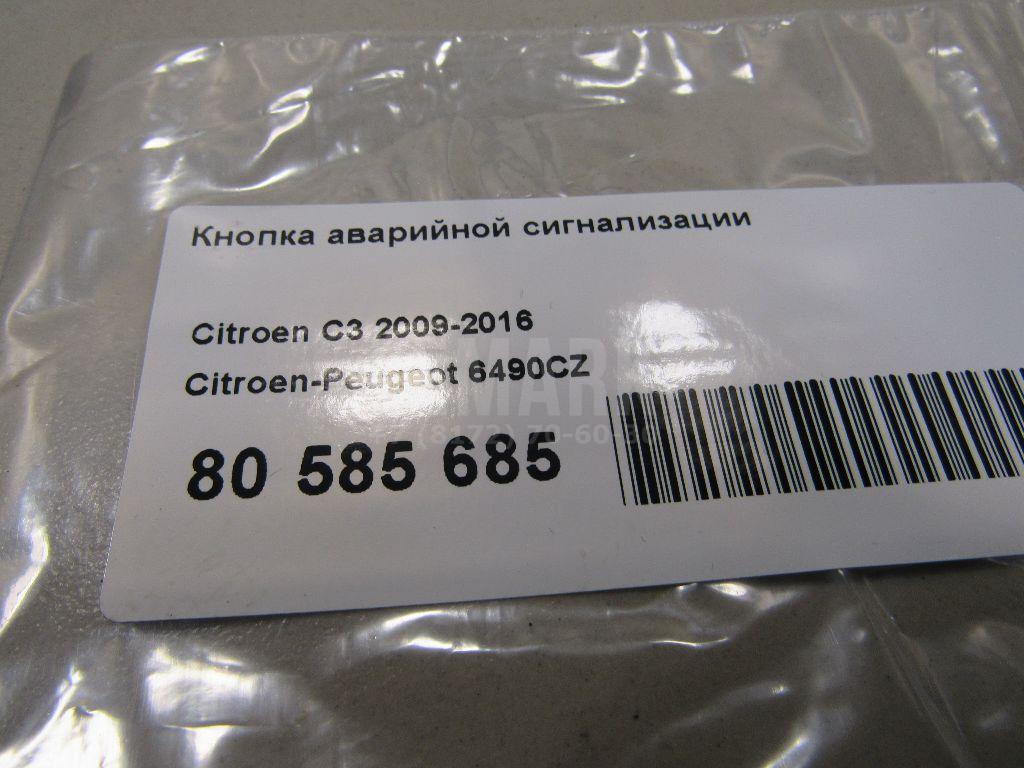 Кнопка аварийной сигнализации
Citroen C3 2009-2016
Citroen-Peugeot 6490CZ
80 585 685